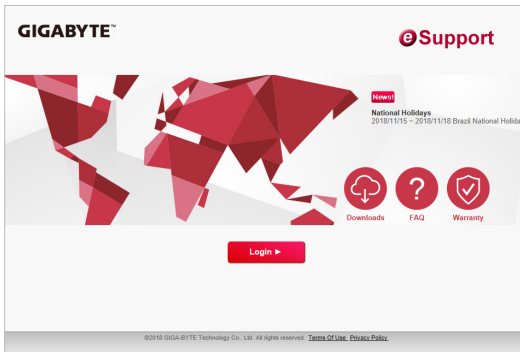 GIGABYTE™
eSupport
News!
National Holidays
2018/11/15 ~ 2018/11/18 Brazil National Holida
Downloads FAQ Warranty
Login ►
©2018 GIGA-BYTE Technology Co., Ltd. All rights reserved. Terms Of Use Privacy Policy